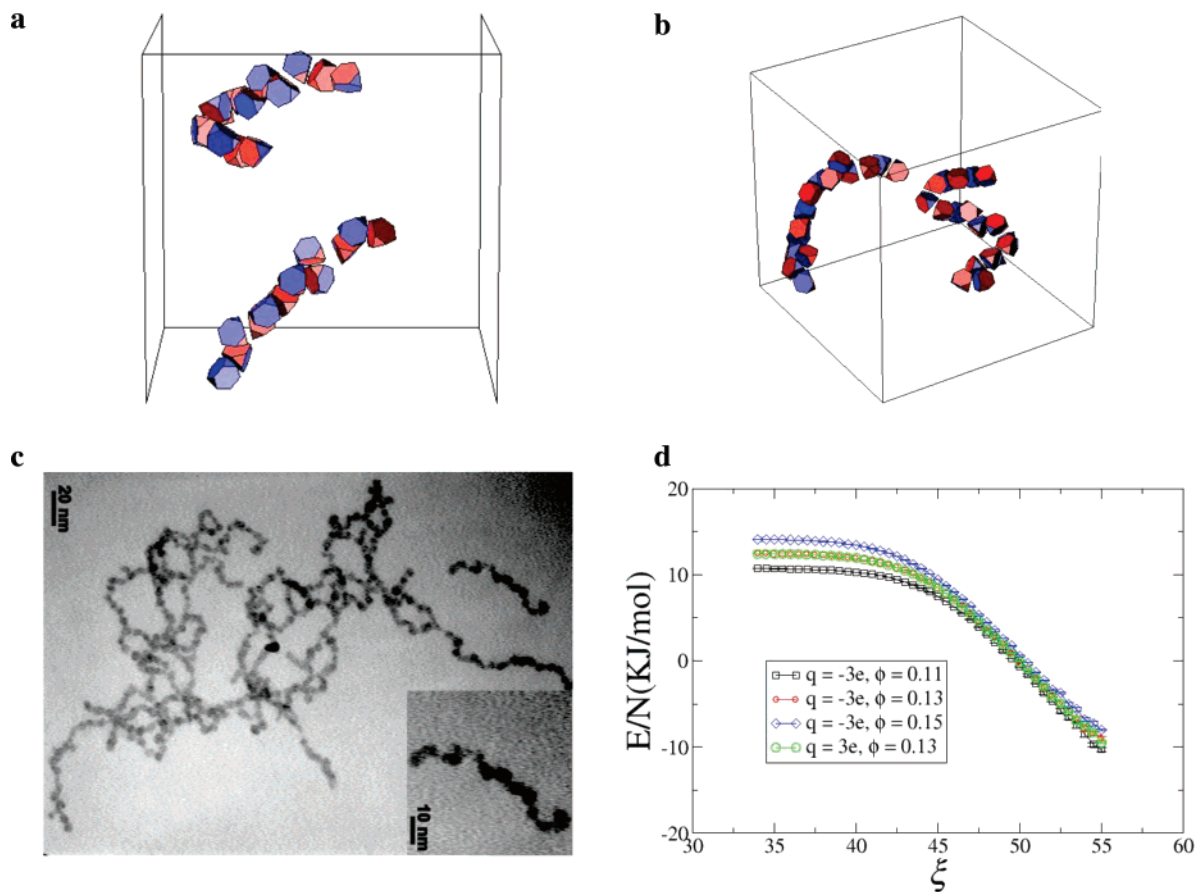 a
b
c
20 nm
10 nm
d
20
10
0
-10
-20
E/N(KJ/mol)
q = -3e, ϕ = 0.11
q = -3e, ϕ = 0.13
q = -3e, ϕ = 0.15
q = 3e, ϕ = 0.13
30 35 40 45 50 55 60
ξ